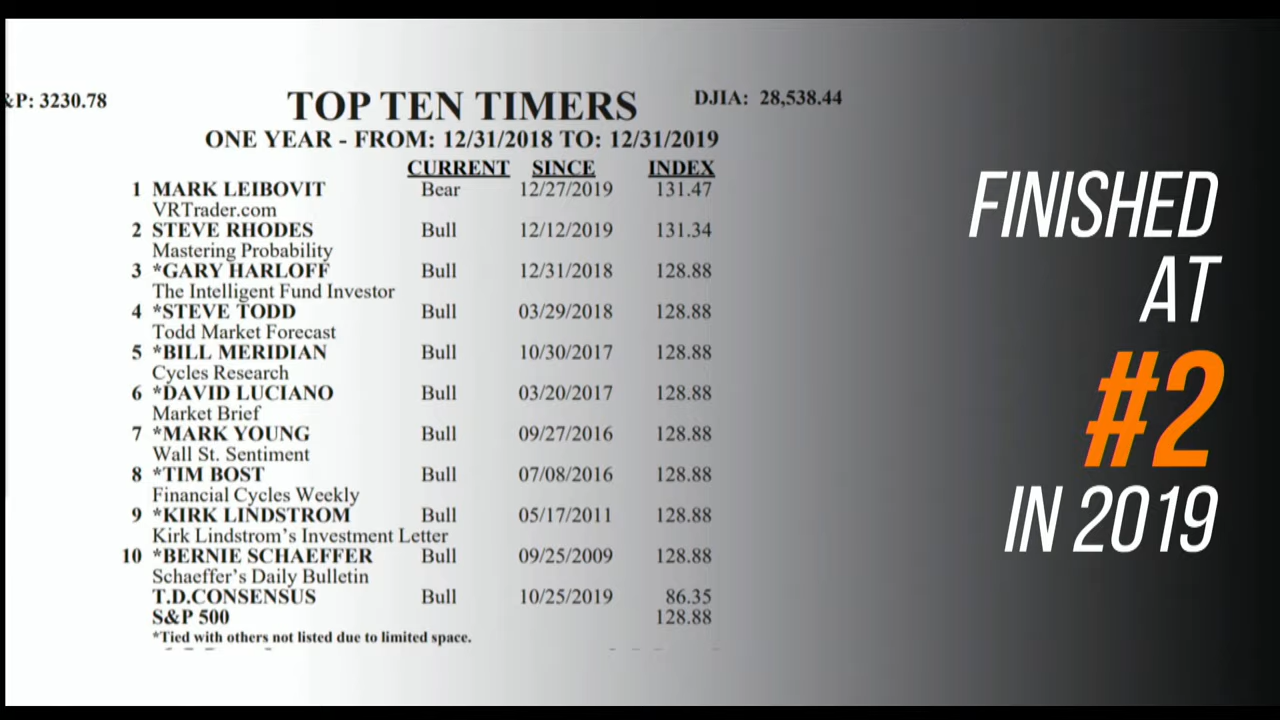 &P: 3230.78
TOP TEN TIMERS
DJIA: 28,538.44
ONE YEAR - FROM: 12/31/2018 TO: 12/31/2019
CURRENT SINCE INDEX
1 MARK LEIBOVIT Bear 12/27/2019 131.47
VRTrader.com
2 STEVE RHODES Bull 12/12/2019 131.34
Mastering Probability
3 *GARY HARLOFF Bull 12/31/2018 128.88
The Intelligent Fund Investor
4 *STEVE TODD Bull 03/29/2018 128.88
Todd Market Forecast
5 *BILL MERIDIAN Bull 10/30/2017 128.88
Cycles Research
6 *DAVID LUCIANO Bull 03/20/2017 128.88
Market Brief
7 *MARK YOUNG Bull 09/27/2016 128.88
Wall St. Sentiment
8 *TIM BOST Bull 07/08/2016 128.88
Financial Cycles Weekly
9 *KIRK LINDSTROM Bull 05/17/2011 128.88
Kirk Lindstrom's Investment Letter
10 *BERNIE SCHAEFFER Bull 09/25/2009 128.88
Schaeffer's Daily Bulletin
T.D.CONSENSUS Bull 10/25/2019 86.35
S&P 500 128.88
*Tied with others not listed due to limited space.
FINISHED
AT
#2
IN 2019